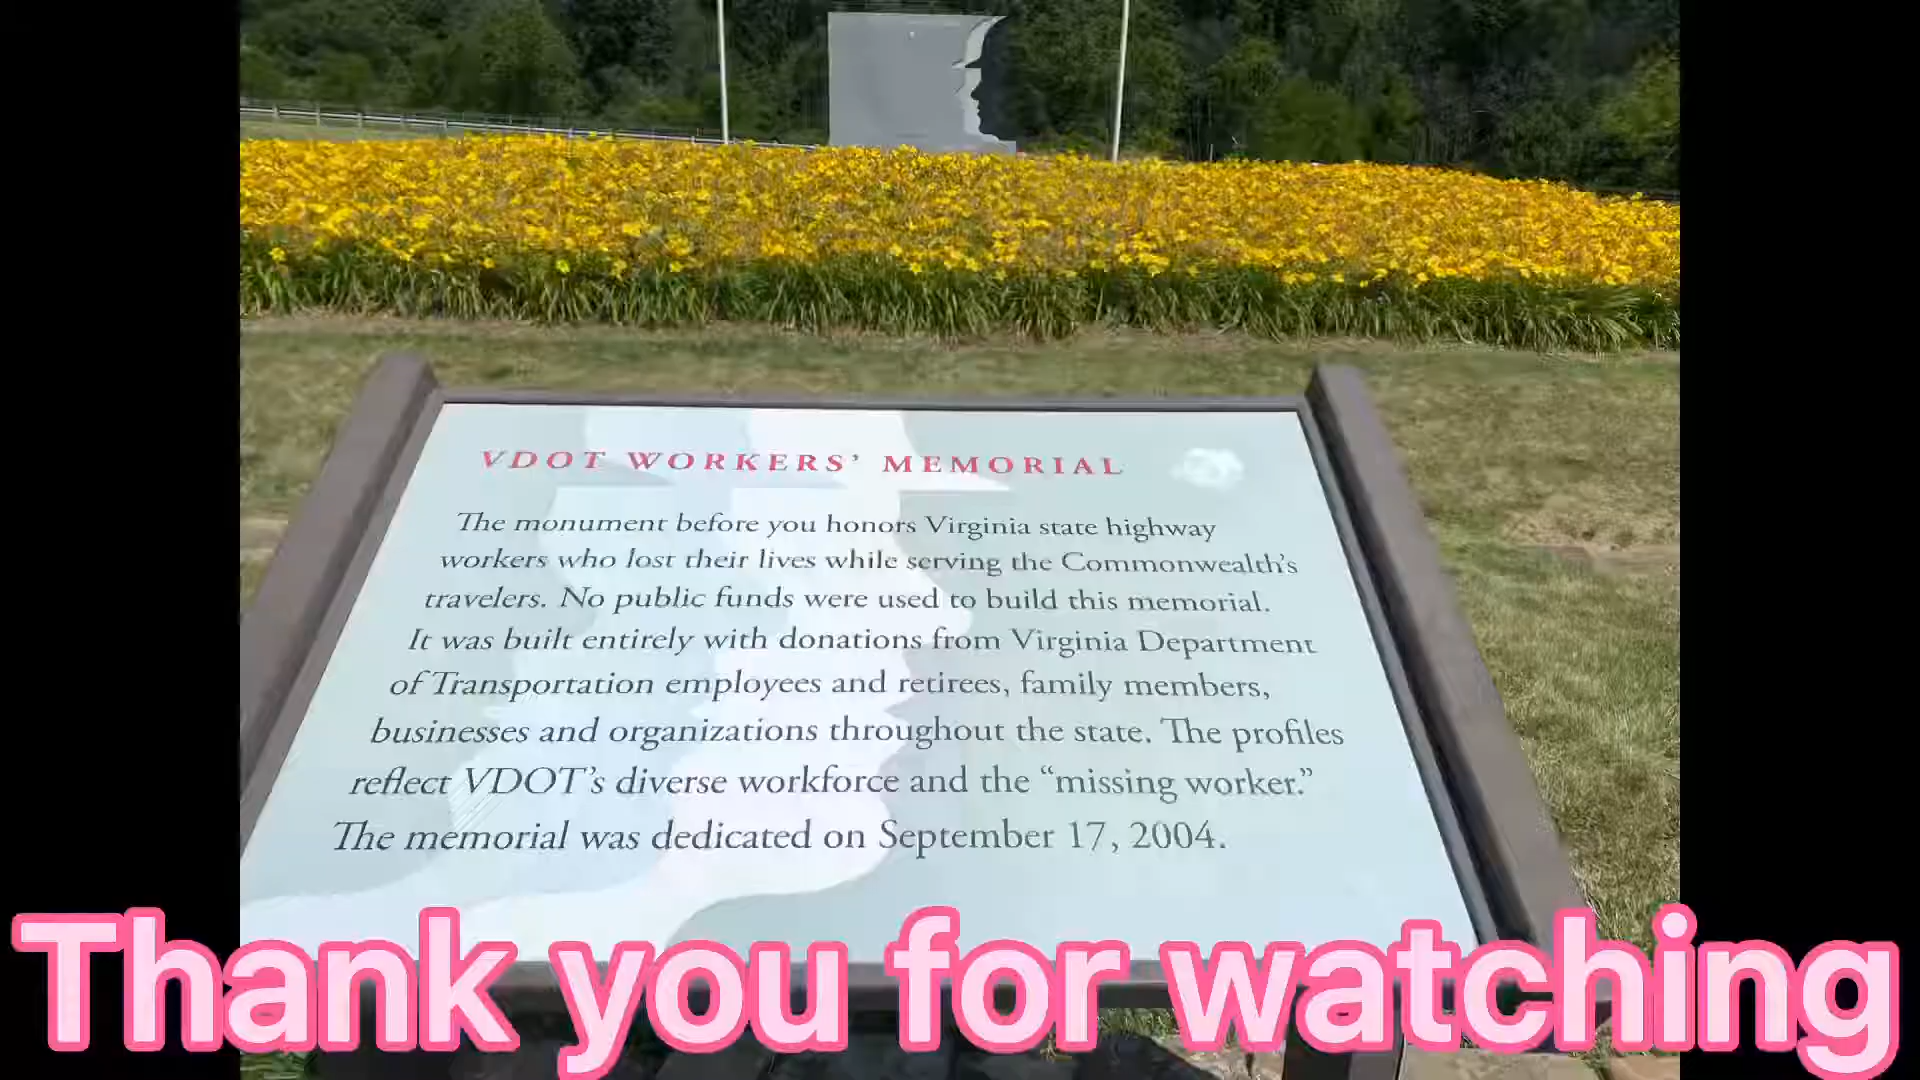 VDOT WORKERS' MEMORIAL
The monument before you honors Virginia state highway
workers who lost their lives while serving the Commonwealth's
travelers. No public funds were used to build this memorial.
It was built entirely with donations from Virginia Department
of Transportation employees and retirees, family members,
businesses and organizations throughout the state. The profiles
reflect VDOT's diverse workforce and the “missing worker.”
The memorial was dedicated on September 17, 2004.
Thank you for watching